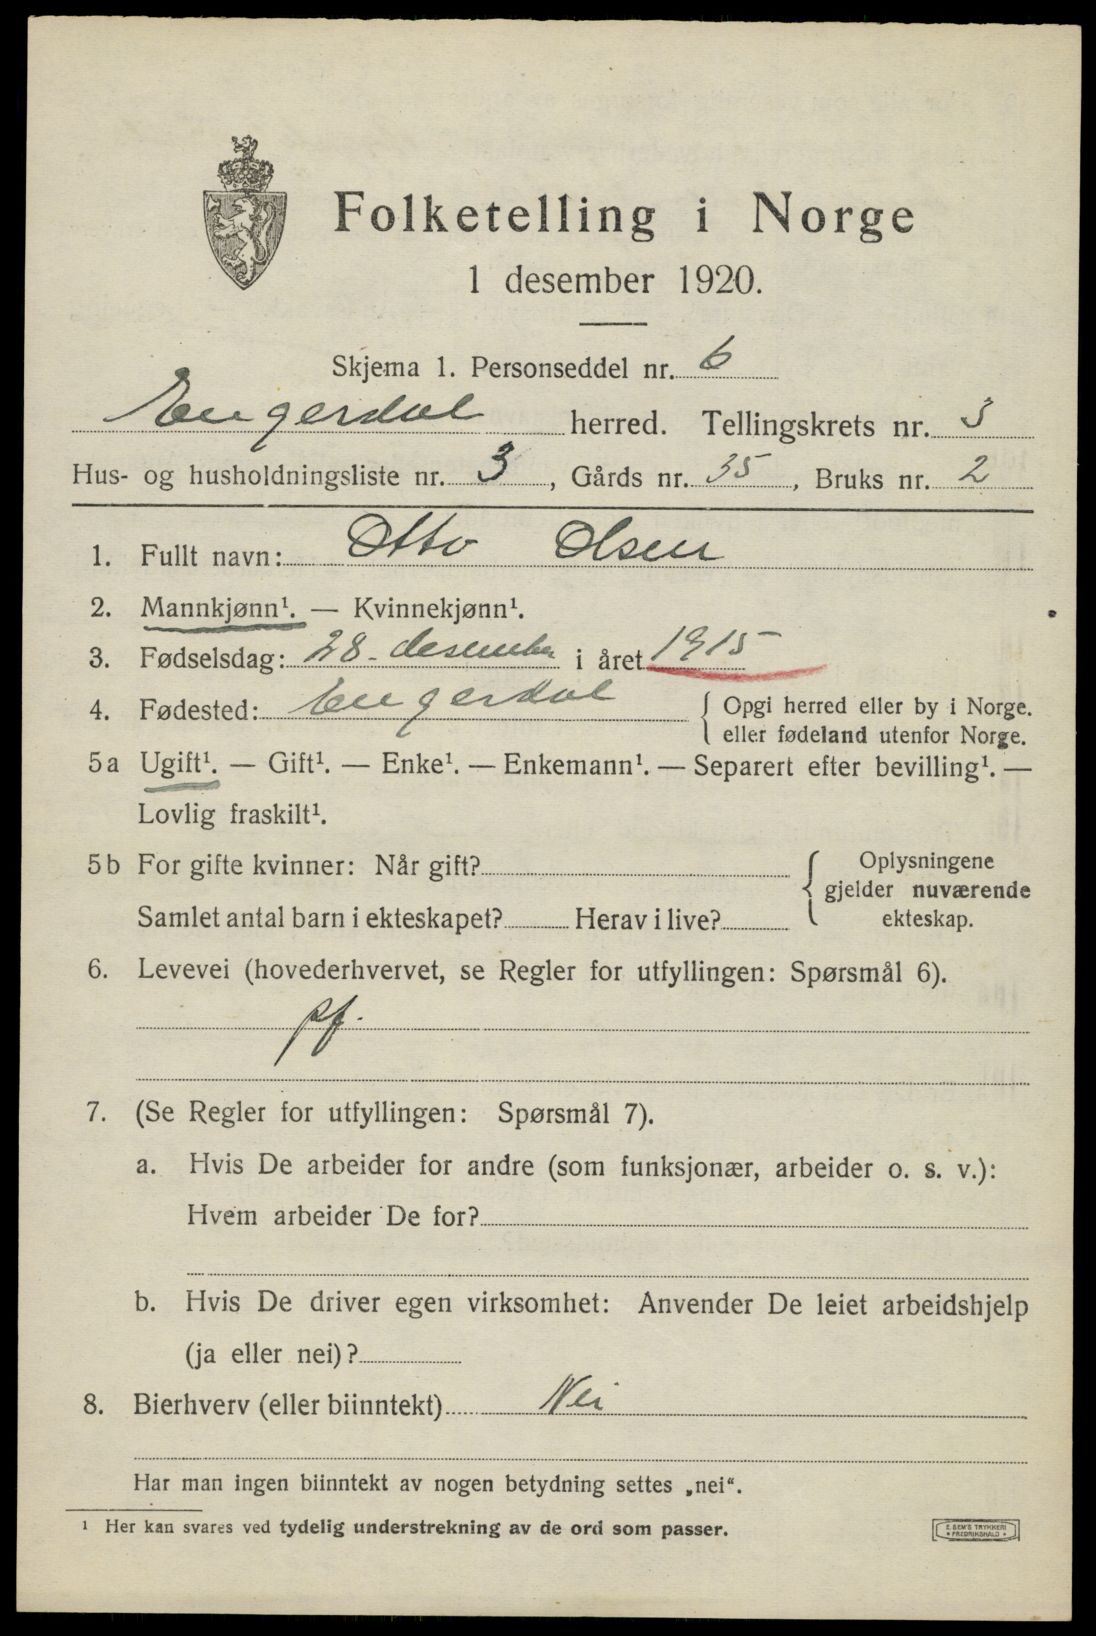 Folketelling i Norge
1 desember 1920.
Skjema 1. Personseddel nr. 6
Engerdal herred. Tellingskrets nr. 3
Hus- og husholdningsliste nr. 3, Gårds nr. 35, Bruks nr. 2
1. Fullt navn: Otto Olsen
2. Mannkjønn¹. — Kvinnekjønn¹.
3. Fødselsdag: 28. desember i året 1915
4. Fødested: Engerdal { Opgi herred eller by i Norge.
eller fødeland utenfor Norge.
5a Ugift¹. — Gift¹. — Enke¹. — Enkemann¹. — Separert efter bevilling¹. —
Lovlig fraskilt¹.
5b For gifte kvinner: Når gift? { Oplysningene
gjelder nuværende
Samlet antal barn i ekteskapet? Herav i live? ekteskap.
6. Levevei (hovederhvervet, se Regler for utfyllingen: Spørsmål 6).
pf.
7. (Se Regler for utfyllingen: Spørsmål 7).
a. Hvis De arbeider for andre (som funksjonær, arbeider o. s. v.):
Hvem arbeider De for?
b. Hvis De driver egen virksomhet: Anvender De leiet arbeidshjelp
(ja eller nei)?
8. Bierhverv (eller biinntekt) Nei
Har man ingen biinntekt av nogen betydning settes „nei“.
¹ Her kan svares ved tydelig understrekning av de ord som passer.
E. SEM'S TRYKKERI
FREDRIKSHALD